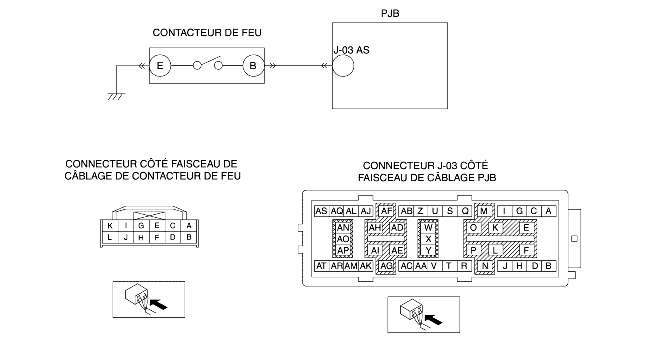 PJB
CONTACTEUR DE FEU
J-03 AS
E B
CONNECTEUR CÔTÉ FAISCEAU DE
CÂBLAGE DE CONTACTEUR DE FEU
CONNECTEUR J-03 CÔTÉ
FAISCEAU DE CÂBLAGE PJB
K I G E C A
L J H F D B
AS AQ AL AJ AF AB Z U S Q M I G C A
AN AH AD W O K E
AO X
AP AI AE Y P L F
AT AR AM AK AG AC AA V T R N J H D B